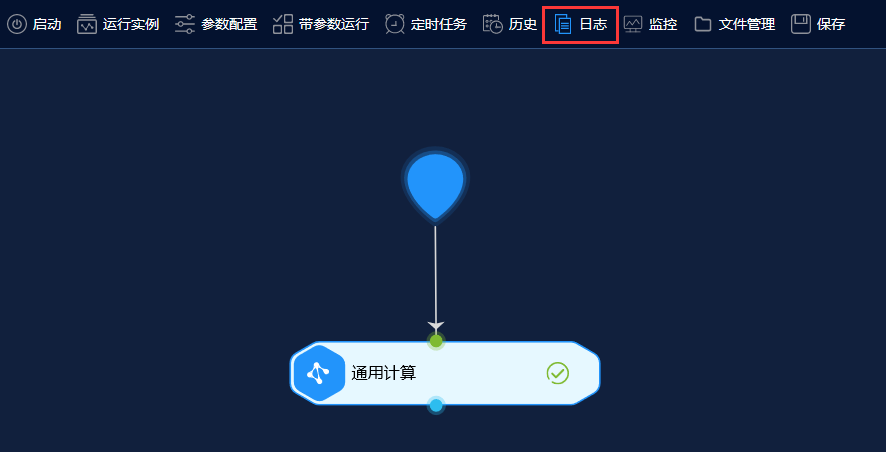 启动 运行实例 参数配置 带参数运行 定时任务 历史 日志 监控 文件管理 保存
通用计算